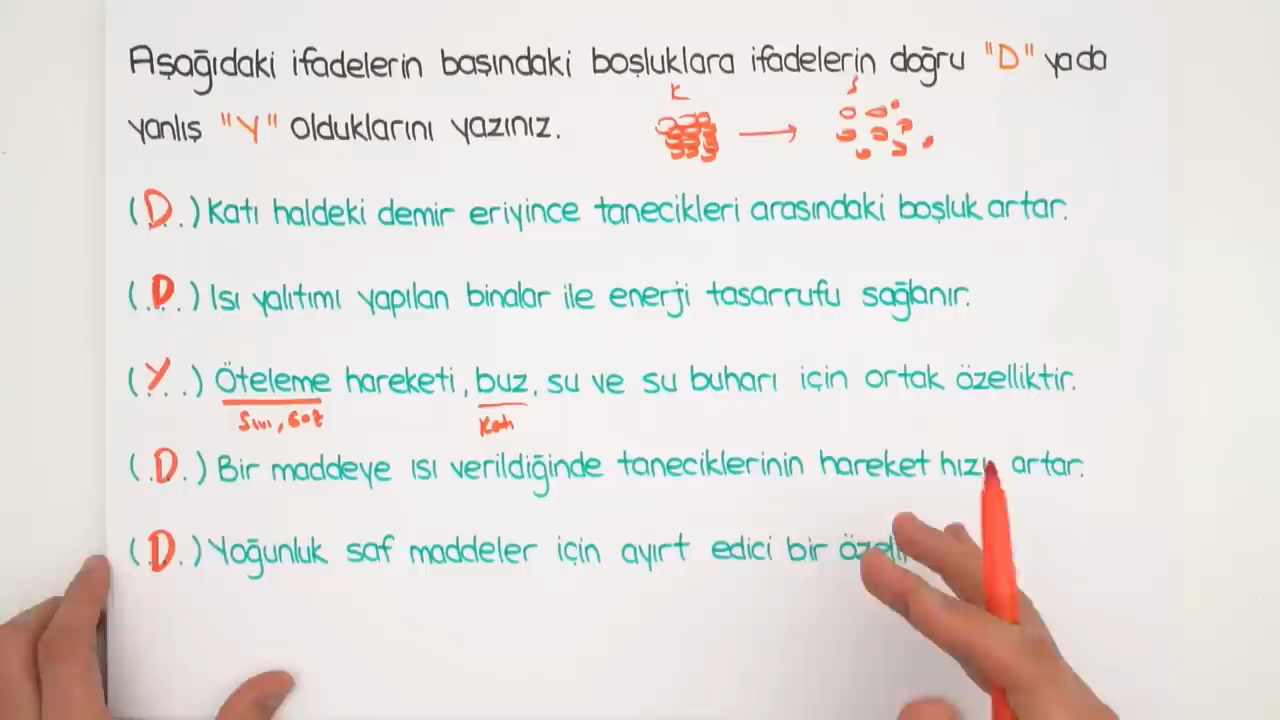 Aşağıdaki ifadelerin başındaki boşluklara ifadelerin doğru "D" yada
yanlış "Y" olduklarını yazınız.
K S
(D..) Katı haldeki demir eriyince tanecikleri arasındaki boşluk artar.
(.D.) Isı yalıtımı yapılan binalar ile enerji tasarrufu sağlanır.
(Y..) Öteleme hareketi, buz, su ve su buharı için ortak özelliktir.
Sıvı, Gaz Katı
(.D.) Bir maddeye ısı verildiğinde taneciklerinin hareket hızı artar.
(.D.) Yoğunluk saf maddeler için ayırt edici bir